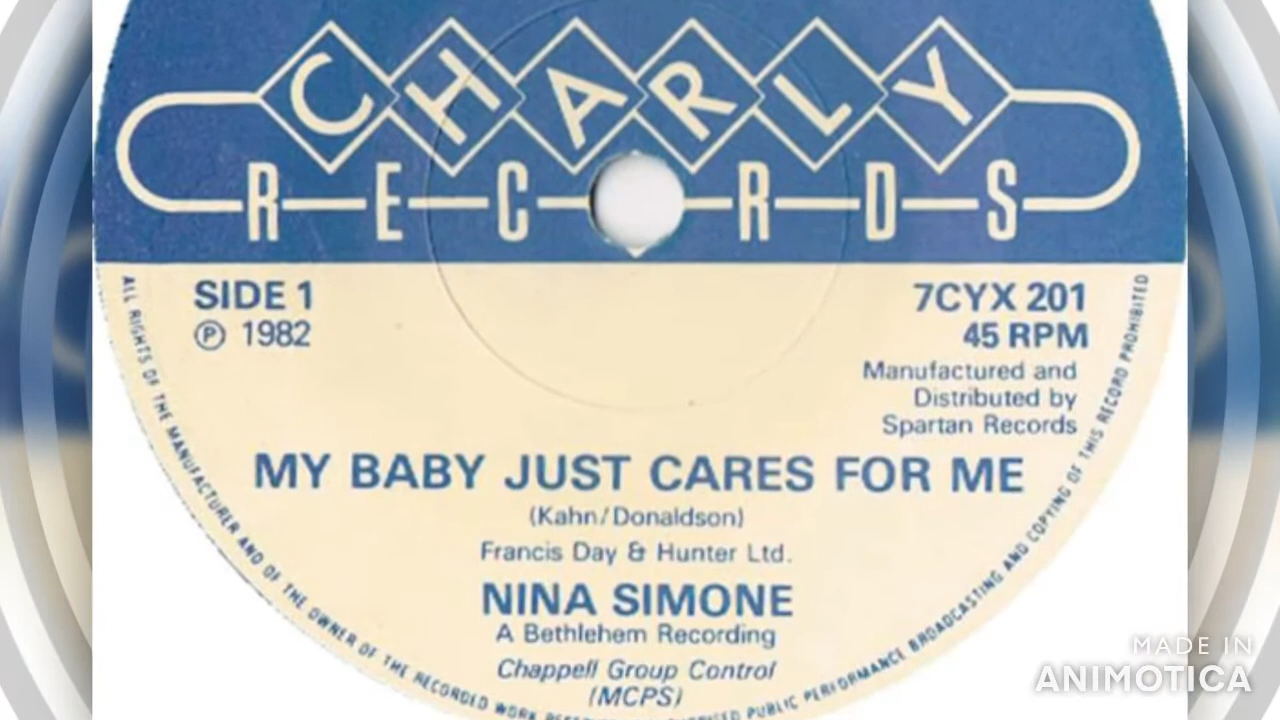 CHARLY
RECORDS
SIDE 1
℗ 1982
7CYX 201
45 RPM
Manufactured and
Distributed by
Spartan Records
MY BABY JUST CARES FOR ME
(Kahn/Donaldson)
Francis Day & Hunter Ltd.
NINA SIMONE
A Bethlehem Recording
Chappell Group Control
(MCPS)
ALL RIGHTS OF THE MANUFACTURER AND OF THE OWNER OF THE RECORDED WORK
PUBLIC PERFORMANCE BROADCASTING AND COPYING OF THIS RECORD PROHIBITED
MADE IN
ANIMOTICA